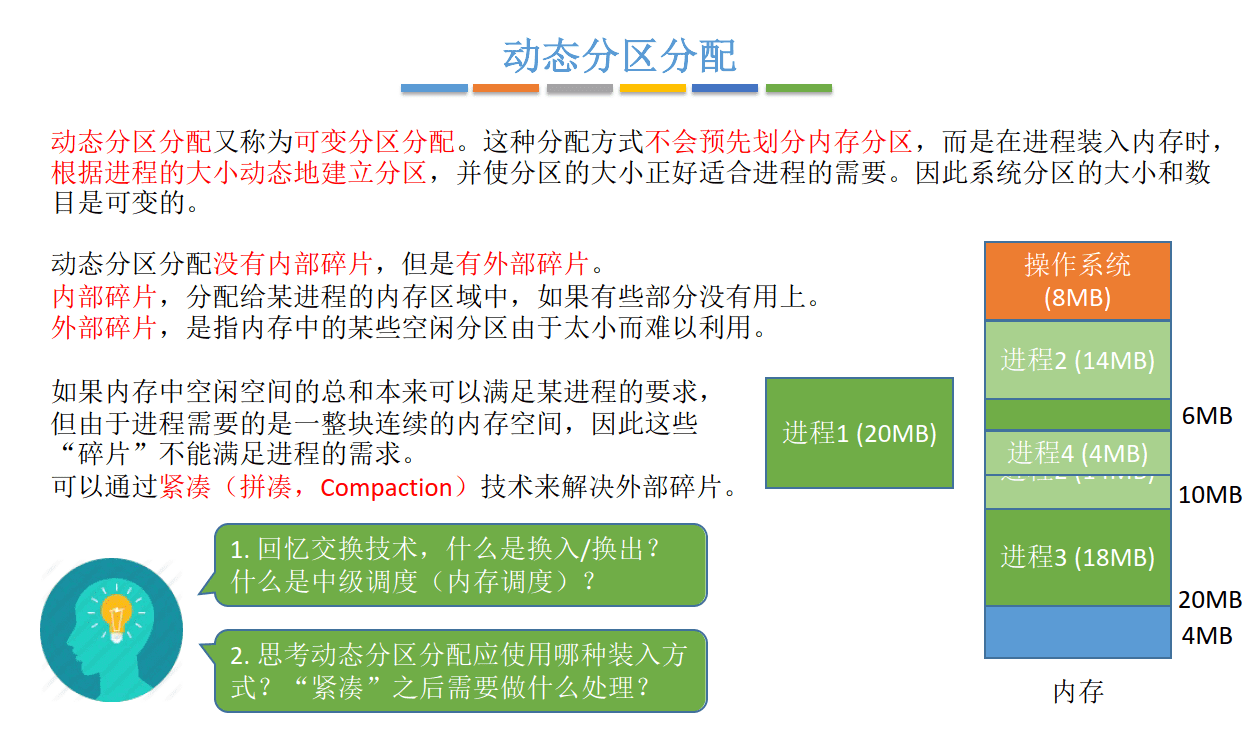 动态分区分配
动态分区分配又称为可变分区分配。这种分配方式不会预先划分内存分区，而是在进程装入内存时，
根据进程的大小动态地建立分区，并使分区的大小正好适合进程的需要。因此系统分区的大小和数
目是可变的。
动态分区分配没有内部碎片，但是有外部碎片。
内部碎片，分配给某进程的内存区域中，如果有些部分没有用上。
外部碎片，是指内存中的某些空闲分区由于太小而难以利用。
如果内存中空闲空间的总和本来可以满足某进程的要求，
但由于进程需要的是一整块连续的内存空间，因此这些
“碎片”不能满足进程的需求。
可以通过紧凑（拼凑，Compaction）技术来解决外部碎片。
1. 回忆交换技术，什么是换入/换出？
什么是中级调度（内存调度）？
2. 思考动态分区分配应使用哪种装入方
式？“紧凑”之后需要做什么处理？
进程1 (20MB)
操作系统
(8MB)
进程2 (14MB)
6MB
进程4 (4MB)
进程2 (14MB)
10MB
进程3 (18MB)
20MB
4MB
内存